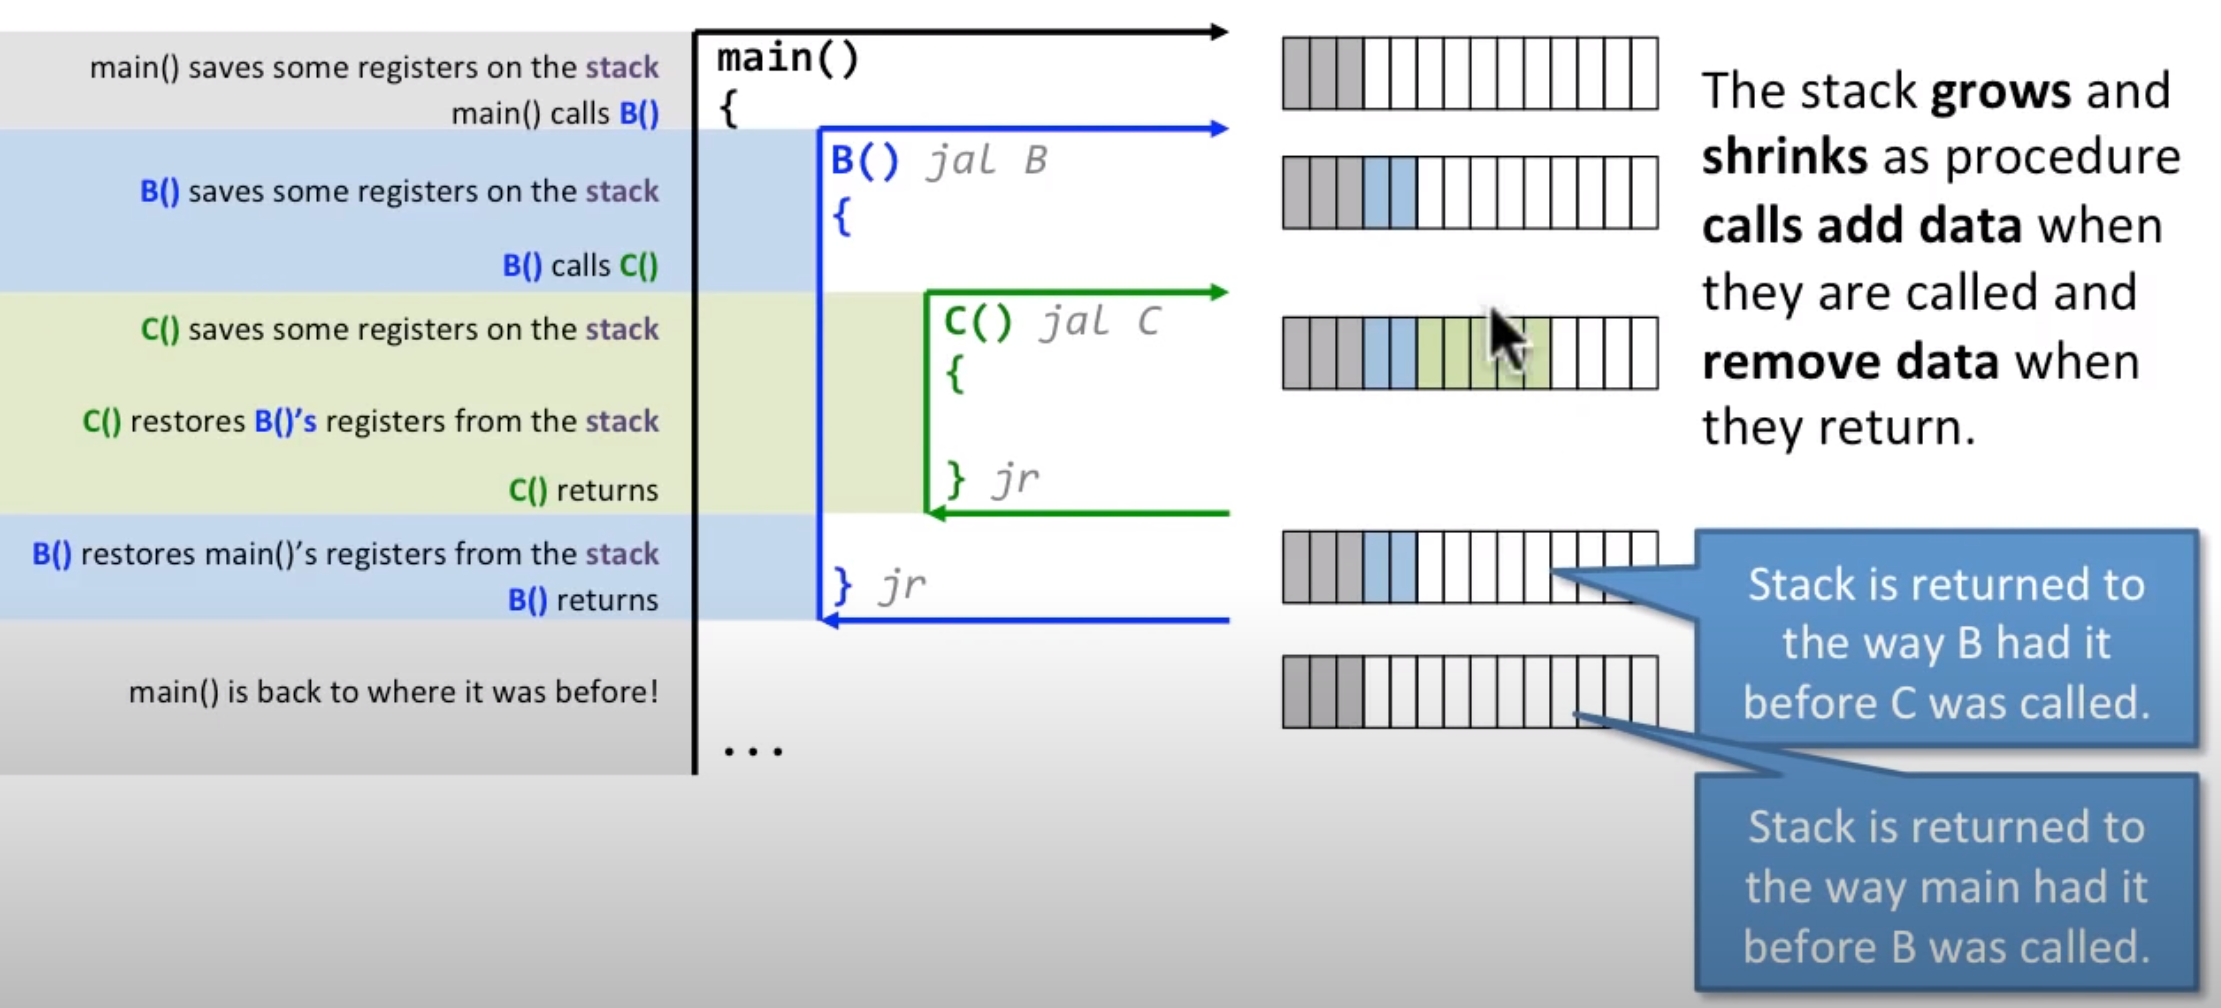 main() saves some registers on the stack
main() calls B()
B() saves some registers on the stack
B() calls C()
C() saves some registers on the stack
C() restores B()’s registers from the stack
C() returns
B() restores main()’s registers from the stack
B() returns
main() is back to where it was before!
main()
{
B() jal B
{
C() jal C
{
} jr
} jr
...
The stack grows and
shrinks as procedure
calls add data when
they are called and
remove data when
they return.
Stack is returned to
the way B had it
before C was called.
Stack is returned to
the way main had it
before B was called.